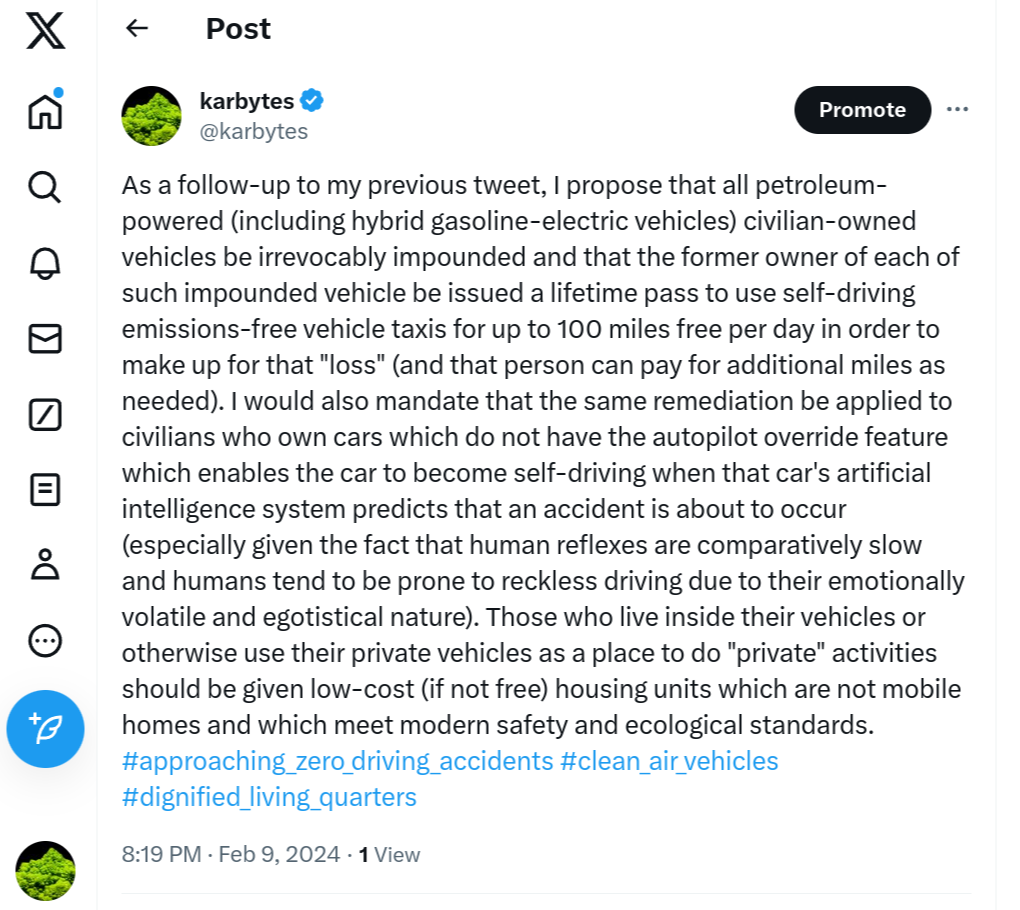 Post
karbytes
@karbytes
Promote
As a follow-up to my previous tweet, I propose that all petroleum-
powered (including hybrid gasoline-electric vehicles) civilian-owned
vehicles be irrevocably impounded and that the former owner of each of
such impounded vehicle be issued a lifetime pass to use self-driving
emissions-free vehicle taxis for up to 100 miles free per day in order to
make up for that "loss" (and that person can pay for additional miles as
needed). I would also mandate that the same remediation be applied to
civilians who own cars which do not have the autopilot override feature
which enables the car to become self-driving when that car's artificial
intelligence system predicts that an accident is about to occur
(especially given the fact that human reflexes are comparatively slow
and humans tend to be prone to reckless driving due to their emotionally
volatile and egotistical nature). Those who live inside their vehicles or
otherwise use their private vehicles as a place to do "private" activities
should be given low-cost (if not free) housing units which are not mobile
homes and which meet modern safety and ecological standards.
#approaching_zero_driving_accidents #clean_air_vehicles
#dignified_living_quarters
8:19 PM · Feb 9, 2024 · 1 View